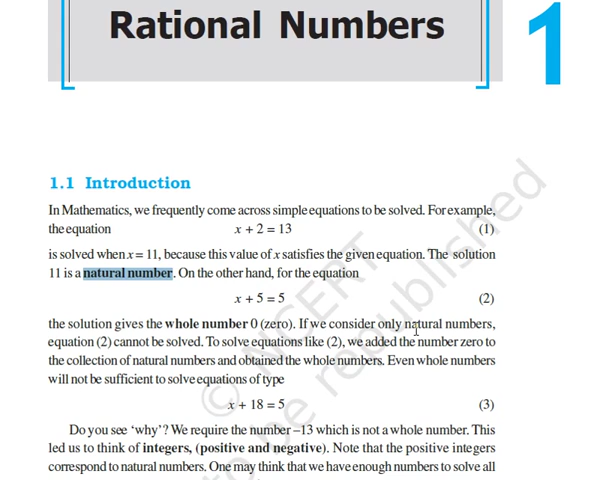 Rational Numbers
1
1.1 Introduction
In Mathematics, we frequently come across simple equations to be solved. For example,
the equation x + 2 = 13 (1)
is solved when x = 11, because this value of x satisfies the given equation. The solution
11 is a natural number. On the other hand, for the equation
x + 5 = 5 (2)
the solution gives the whole number 0 (zero). If we consider only natural numbers,
equation (2) cannot be solved. To solve equations like (2), we added the number zero to
the collection of natural numbers and obtained the whole numbers. Even whole numbers
will not be sufficient to solve equations of type
x + 18 = 5 (3)
Do you see ‘why’? We require the number –13 which is not a whole number. This
led us to think of integers, (positive and negative). Note that the positive integers
correspond to natural numbers. One may think that we have enough numbers to solve all
© NCERT
to be republished